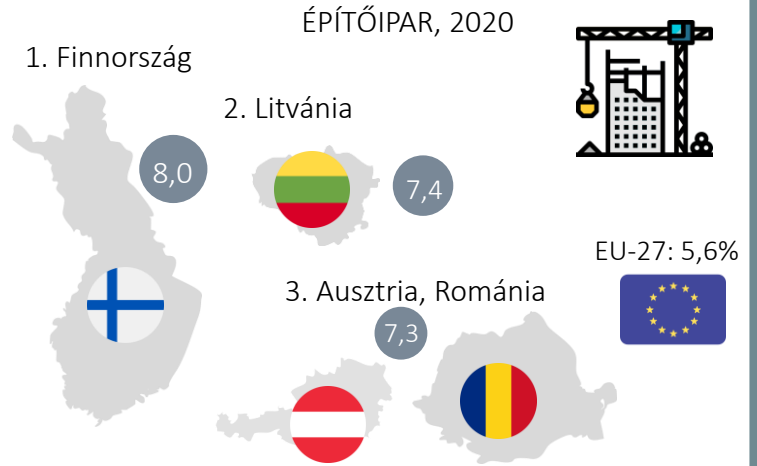 ÉPÍTŐIPAR, 2020
1. Finnország
8,0
2. Litvánia
7,4
EU-27: 5,6%
3. Ausztria, Románia
7,3